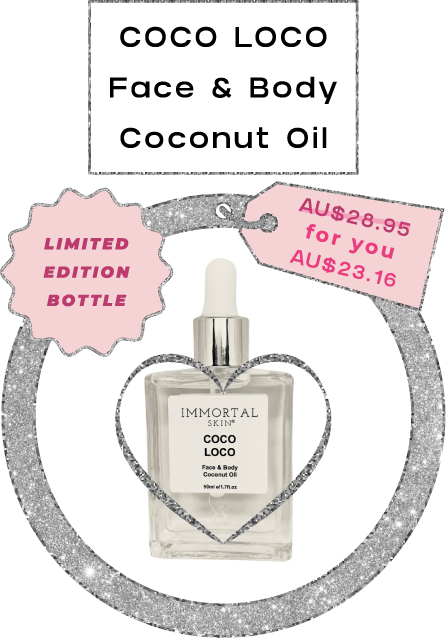 COCO LOCO
Face & Body
Coconut Oil
LIMITED
EDITION
BOTTLE
AU$28.95
for you
AU$23.16
IMMORTAL
SKIN®
COCO
LOCO
Face & Body
Coconut Oil
50ml e/1.7fl.oz